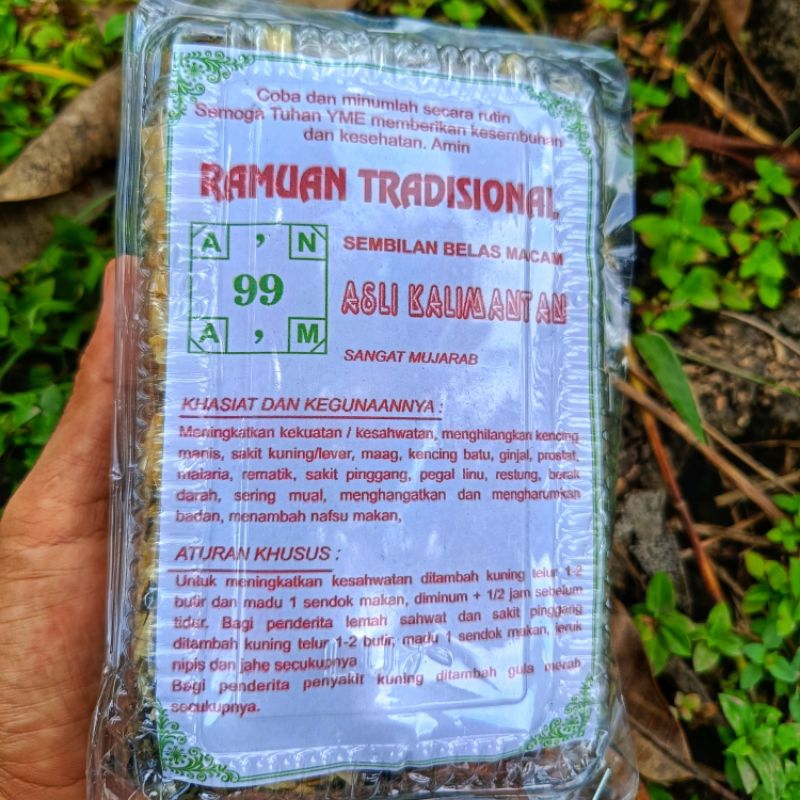 Coba dan minumlah secara rutin
Semoga Tuhan YME memberikan kesembuhan
dan kesehatan. Amin
RAMUAN TRADISIONAL
A , N
99
A , M
SEMBILAN BELAS MACAM
ASLI KALIMANTAN
SANGAT MUJARAB
KHASIAT DAN KEGUNAANNYA :
Meningkatkan kekuatan / kesahwatan, menghilangkan kencing
manis, sakit kuning/lever, maag, kencing batu, ginjal, prostat,
malaria, rematik, sakit pinggang, pegal linu, restung, berak
darah, sering mual, menghangatkan dan mengharumkan
badan, menambah nafsu makan,
ATURAN KHUSUS :
Untuk meningkatkan kesahwatan ditambah kuning telur 1-2
butir dan madu 1 sendok makan, diminum + 1/2 jam sebelum
tidur. Bagi penderita lemah sahwat dan sakit pinggang
ditambah kuning telur 1-2 butir, madu 1 sendok makan, jeruk
nipis dan jahe secukupnya
Bagi penderita penyakit kuning ditambah gula merah
secukupnya.